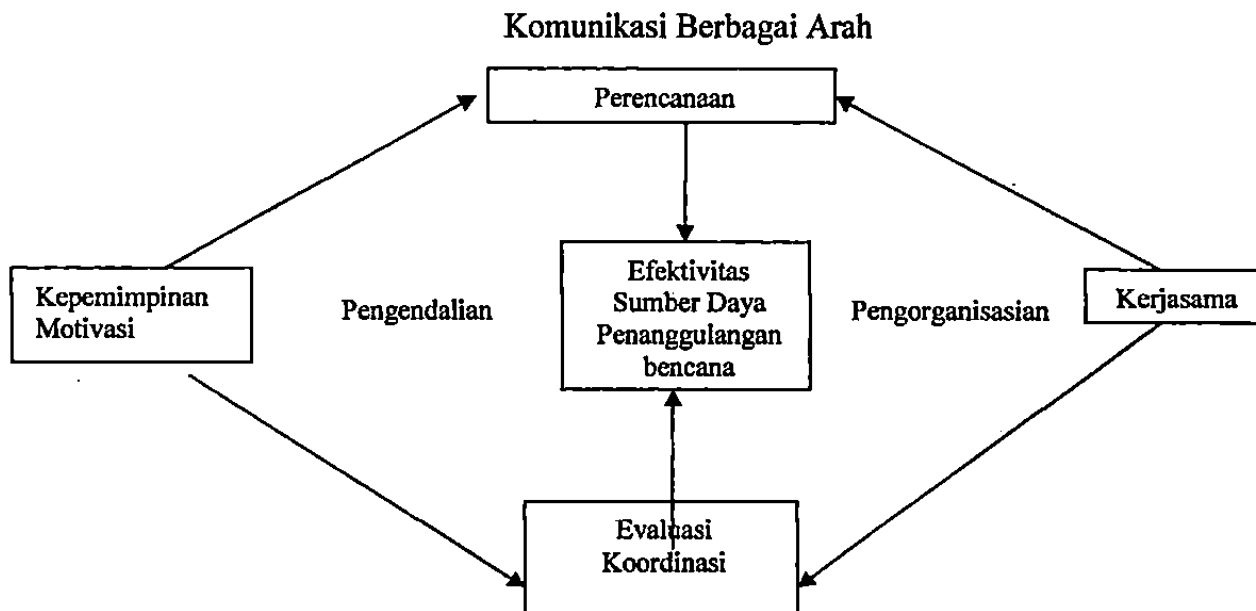 Komunikasi Berbagai Arah
Perencanaan
Kepemimpinan
Motivasi
Pengendalian
Efektivitas
Sumber Daya
Penanggulangan
bencana
Pengorganisasian
Kerjasama
Evaluasi
Koordinasi